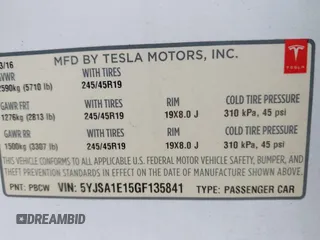 3/16 MFD BY TESLA MOTORS, INC.
GVWR WITH TIRES
2590kg (5710 lb) 245/45R19
TESLA
GAWR FRT WITH TIRES RIM COLD TIRE PRESSURE
1276kg (2813 lb) 245/45R19 19X8.0 J 310 kPa, 45 psi
GAWR RR WITH TIRES RIM COLD TIRE PRESSURE
1500kg (3307 lb) 245/45R19 19X8.0 J 310 kPa, 45 psi
THIS VEHICLE CONFORMS TO ALL APPLICABLE U.S. FEDERAL MOTOR VEHICLE SAFETY, BUMPER, AND
THEFT PREVENTION STANDARDS IN EFFECT ON THE DATE OF MANUFACTURE SHOWN ABOVE.
PNT: PBCW VIN: 5YJSA1E15GF135841 TYPE: PASSENGER CAR
DREAMBID